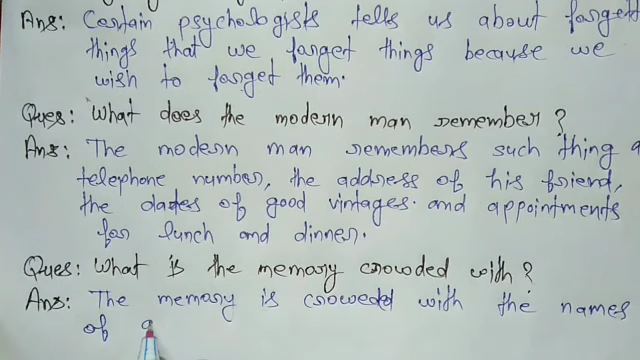 Ans: Certain psychologists tells us about forget
things that we forget things because we
wish to forget them.
Ques: What does the modern man remember?
Ans: The modern man remembers such thing a
telephone number, the address of his friend,
the dates of good vintages. and appointments
for lunch and dinner.
Ques: What is the memory crowded with?
Ans: The memory is croweded with the names
of a